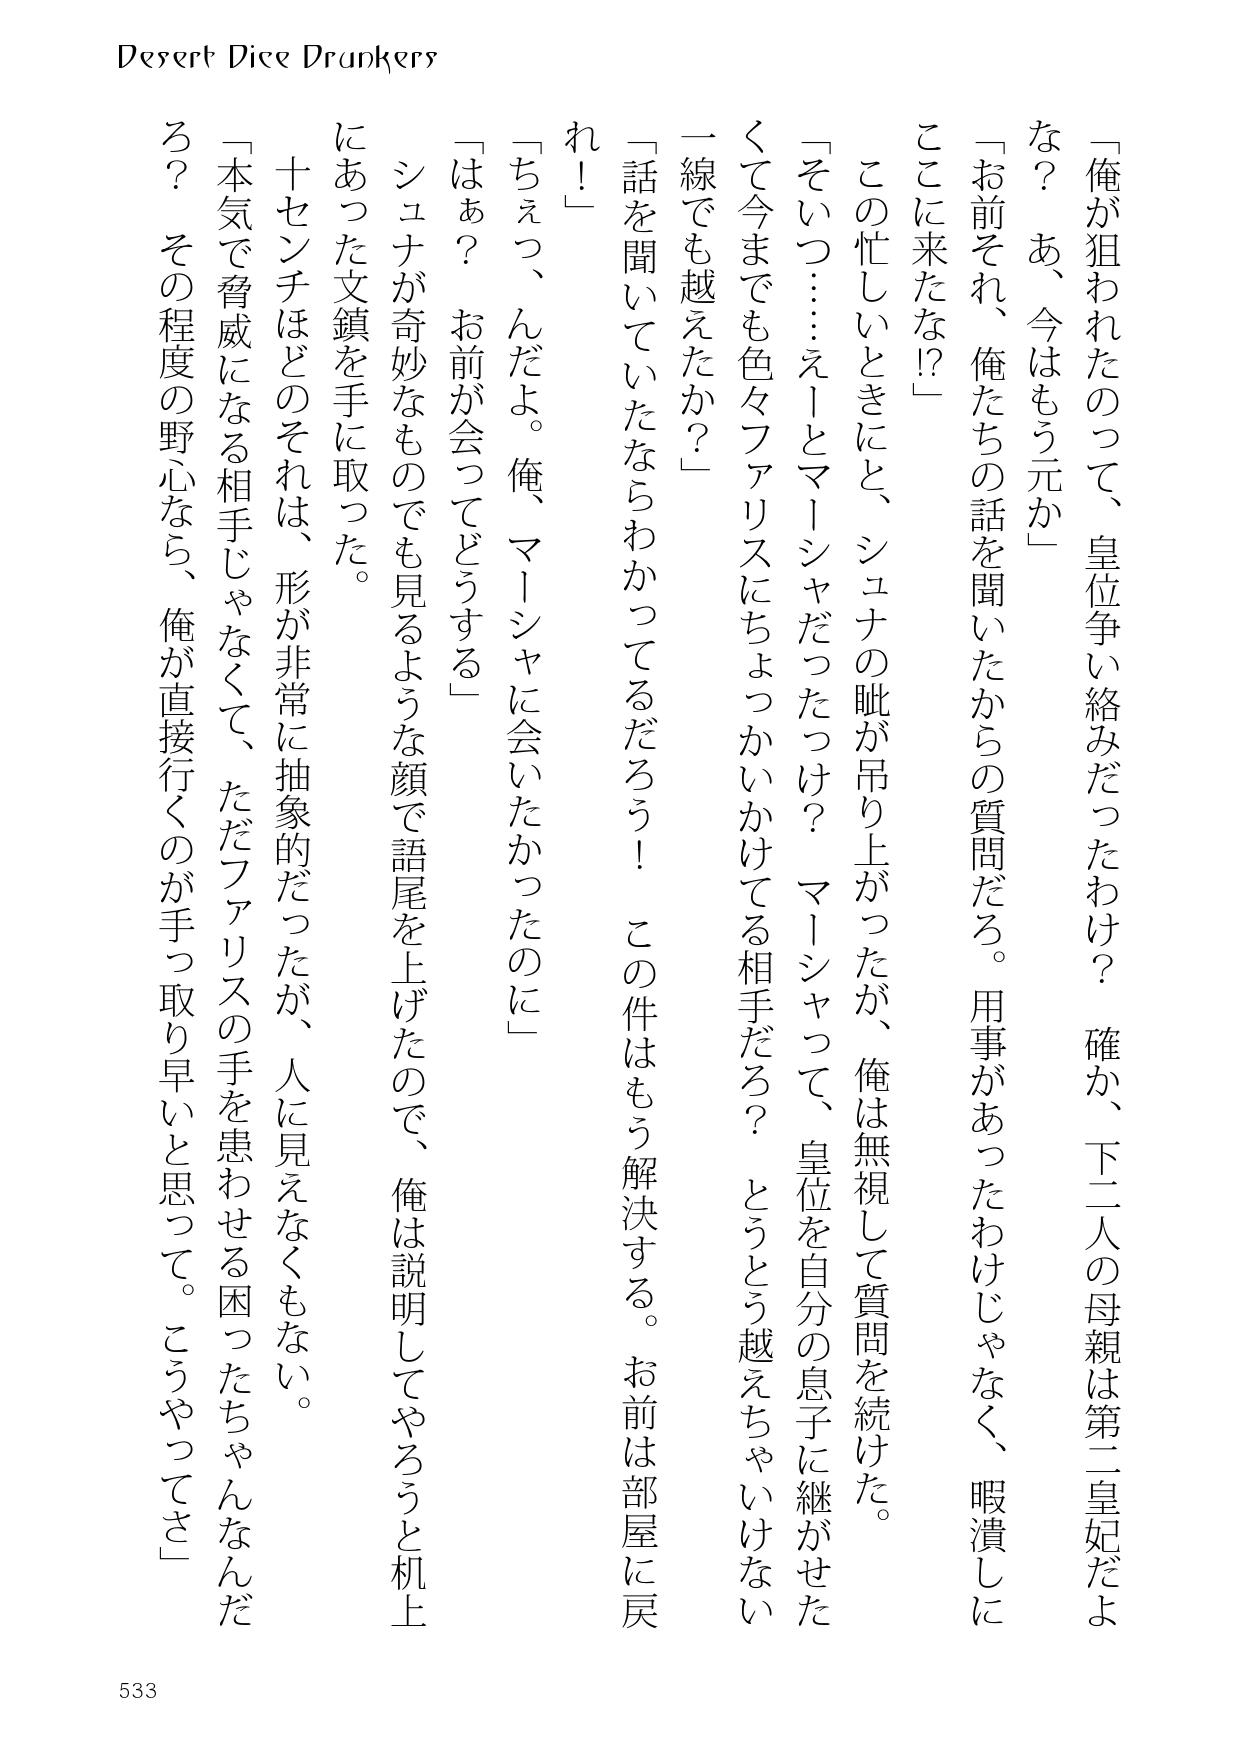 Desert Dice Drunkers
「俺が狙われたのって、皇位争い絡みだったわけ？　確か、下二人の母親は第二皇妃だよ
な？　あ、今はもう元か」
「お前それ、俺たちの話を聞いたからの質問だろ。用事があったわけじゃなく、暇潰しに
ここに来たな!?」
　この忙しいときにと、シュナの眦が吊り上がったが、俺は無視して質問を続けた。
「そいつ……えーとマーシャだったっけ？　マーシャって、皇位を自分の息子に継がせた
くて今までも色々ファリスにちょっかいかけてる相手だろ？　とうとう越えちゃいけない
一線でも越えたか？」
「話を聞いていたならわかってるだろう！　この件はもう解決する。お前は部屋に戻
れ！」
「ちぇっ、んだよ。俺、マーシャに会いたかったのに」
「はぁ？　お前が会ってどうする」
　シュナが奇妙なものでも見るような顔で語尾を上げたので、俺は説明してやろうと机上
にあった文鎮を手に取った。
　十センチほどのそれは、形が非常に抽象的だったが、人に見えなくもない。
「本気で脅威になる相手じゃなくて、ただファリスの手を患わせる困ったちゃんなんだ
ろ？　その程度の野心なら、俺が直接行くのが手っ取り早いと思って。こうやってさ」
533